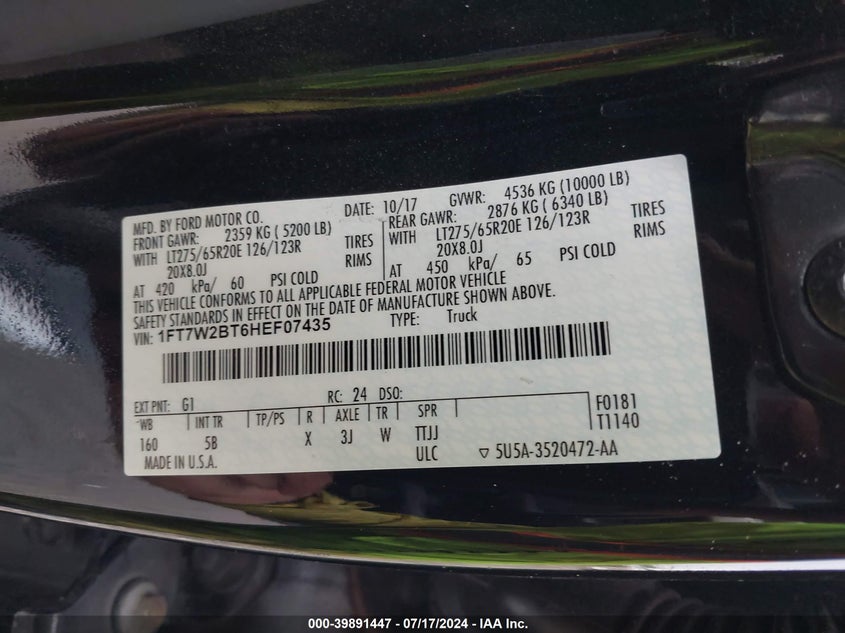 MFD. BY FORD MOTOR CO.
DATE: 10/17
GVWR: 4536 KG (10000 LB)
FRONT GAWR: 2359 KG ( 5200 LB)
WITH LT275/65R20E 126/123R TIRES
20X8.0J RIMS
AT 420 kPa/ 60 PSI COLD
REAR GAWR: 2876 KG ( 6340 LB)
WITH LT275/65R20E 126/123R TIRES
20X8.0J RIMS
AT 450 kPa/ 65 PSI COLD
THIS VEHICLE CONFORMS TO ALL APPLICABLE FEDERAL MOTOR VEHICLE
SAFETY STANDARDS IN EFFECT ON THE DATE OF MANUFACTURE SHOWN ABOVE.
VIN: 1FT7W2BT6HEF07435 TYPE: Truck
EXT PNT: G1 RC: 24 DSO:
WB INT TR TP/PS R AXLE TR SPR F0181
160 5B X 3J W TTJJ T1140
ULC
MADE IN U.S.A. ▽ 5U5A-3520472-AA
000-39891447 / 07/17/2024 - IAA Inc.